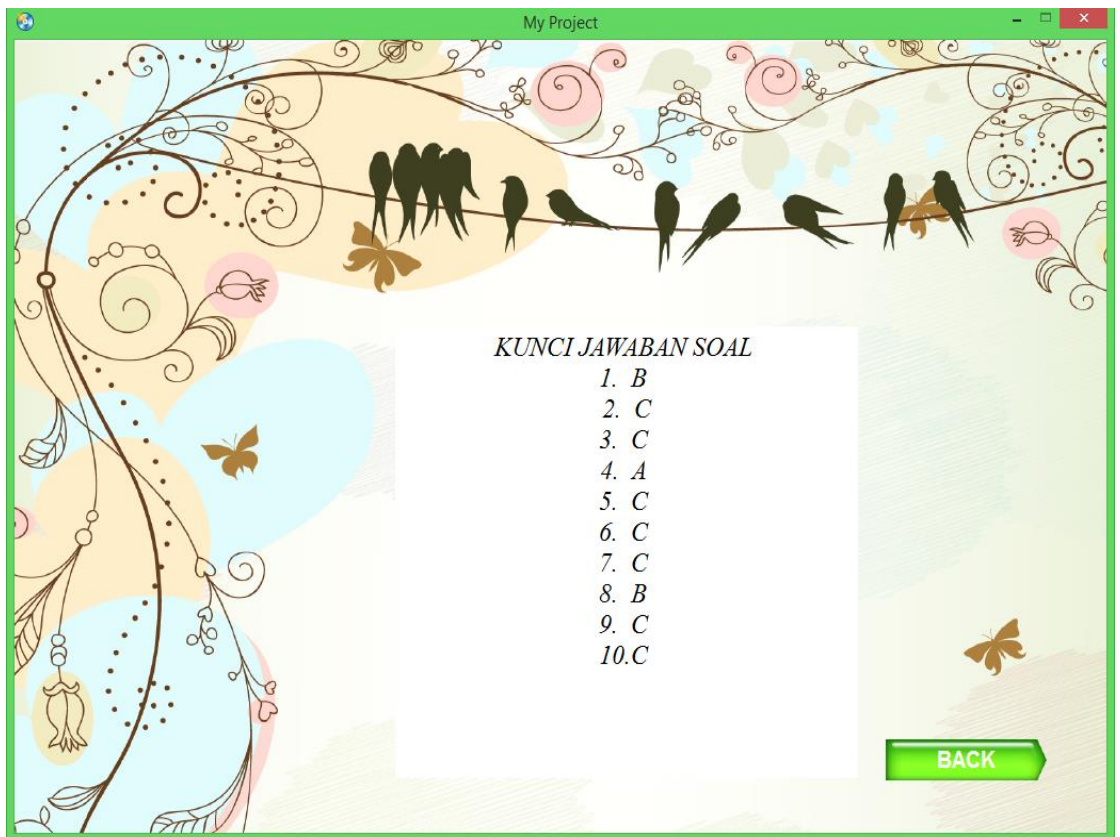 My Project
KUNCI JAWABAN SOAL
1. B
2. C
3. C
4. A
5. C
6. C
7. C
8. B
9. C
10.C
BACK